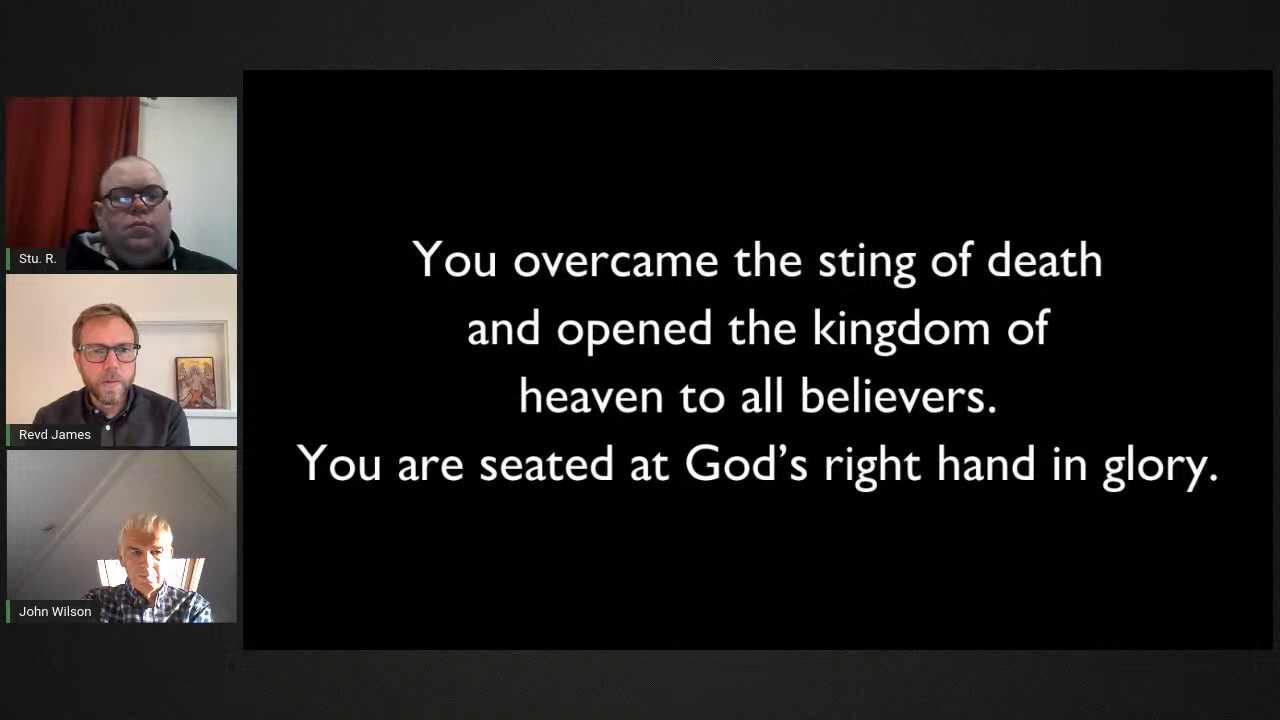 Stu. R.
Revd James
John Wilson
You overcame the sting of death
and opened the kingdom of
heaven to all believers.
You are seated at God’s right hand in glory.